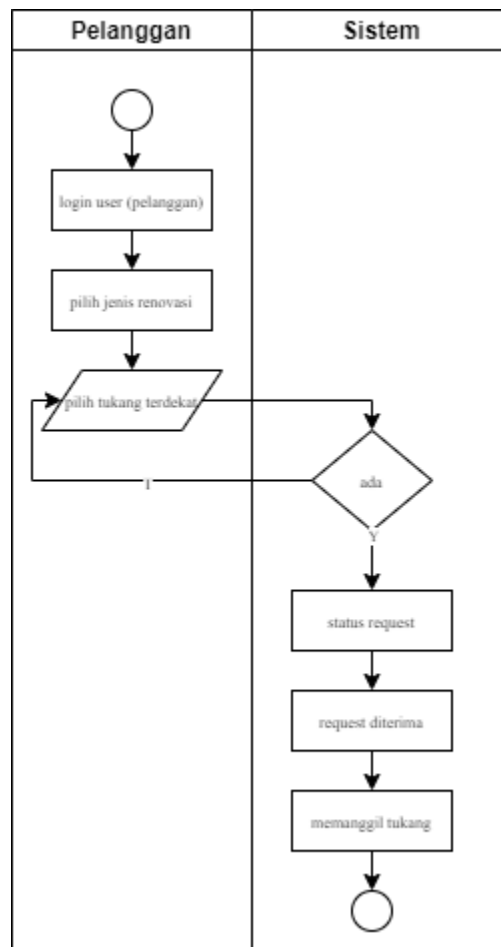 Pelanggan
Sistem
login user (pelanggan)
pilih jenis renovasi
pilih tukang terdekat
ada
T
Y
status request
request diterima
memanggil tukang